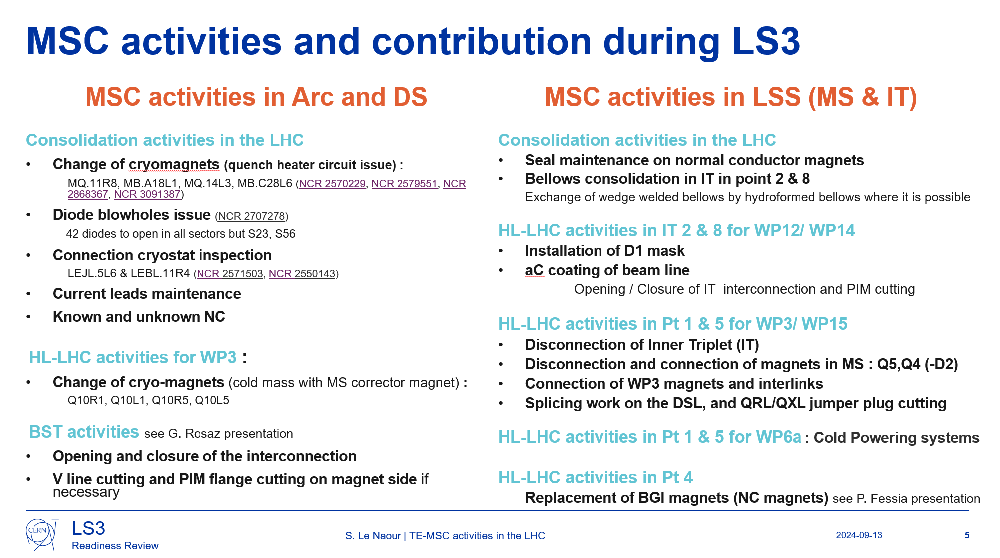 MSC activities and contribution during LS3
MSC activities in Arc and DS
Consolidation activities in the LHC
• Change of cryomagnets (quench heater circuit issue) :
MQ.11R8, MB.A18L1, MQ.14L3, MB.C28L6 (NCR 2570229, NCR 2579551, NCR
2868367, NCR 3091387)
• Diode blowholes issue (NCR 2707278)
42 diodes to open in all sectors but S23, S56
• Connection cryostat inspection
LEJL.5L6 & LEBL.11R4 (NCR 2571503, NCR 2550143)
• Current leads maintenance
• Known and unknown NC
HL-LHC activities for WP3 :
• Change of cryo-magnets (cold mass with MS corrector magnet) :
Q10R1, Q10L1, Q10R5, Q10L5
BST activities see G. Rosaz presentation
• Opening and closure of the interconnection
• V line cutting and PIM flange cutting on magnet side if
necessary
MSC activities in LSS (MS & IT)
Consolidation activities in the LHC
• Seal maintenance on normal conductor magnets
• Bellows consolidation in IT in point 2 & 8
Exchange of wedge welded bellows by hydroformed bellows where it is possible
HL-LHC activities in IT 2 & 8 for WP12/ WP14
• Installation of D1 mask
• aC coating of beam line
Opening / Closure of IT  interconnection and PIM cutting
HL-LHC activities in Pt 1 & 5 for WP3/ WP15
• Disconnection of Inner Triplet (IT)
• Disconnection and connection of magnets in MS : Q5,Q4 (-D2)
• Connection of WP3 magnets and interlinks
• Splicing work on the DSL, and QRL/QXL jumper plug cutting
HL-LHC activities in Pt 1 & 5 for WP6a : Cold Powering systems
HL-LHC activities in Pt 4
Replacement of BGI magnets (NC magnets) see P. Fessia presentation
CERN
LS3
Readiness Review
S. Le Naour | TE-MSC activities in the LHC
2024-09-13
5